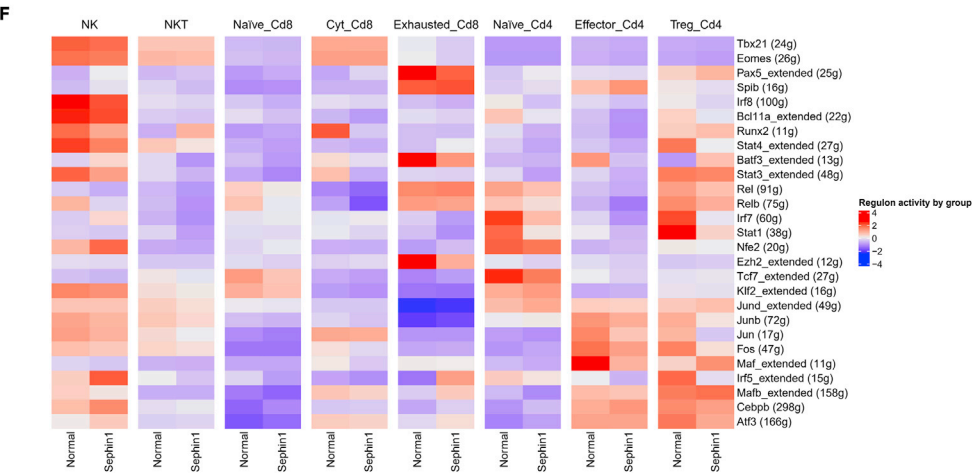 F
NK NKT Naïve_Cd8 Cyt_Cd8 Exhausted_Cd8 Naïve_Cd4 Effector_Cd4 Treg_Cd4
Tbx21 (24g)
Eomes (26g)
Pax5_extended (25g)
Spib (16g)
Irf8 (100g)
Bcl11a_extended (22g)
Runx2 (11g)
Stat4_extended (27g)
Batf3_extended (13g)
Stat3_extended (48g)
Rel (91g)
Relb (75g)
Irf7 (60g)
Stat1 (38g)
Nfe2 (20g)
Ezh2_extended (12g)
Tcf7_extended (27g)
Klf2_extended (16g)
Jund_extended (49g)
Junb (72g)
Jun (17g)
Fos (47g)
Maf_extended (11g)
Irf5_extended (15g)
Mafb_extended (158g)
Cebpb (298g)
Atf3 (166g)
Regulon activity by group
4
2
0
−2
−4
Normal Sephin1 Normal Sephin1 Normal Sephin1 Normal Sephin1 Normal Sephin1 Normal Sephin1 Normal Sephin1 Normal Sephin1